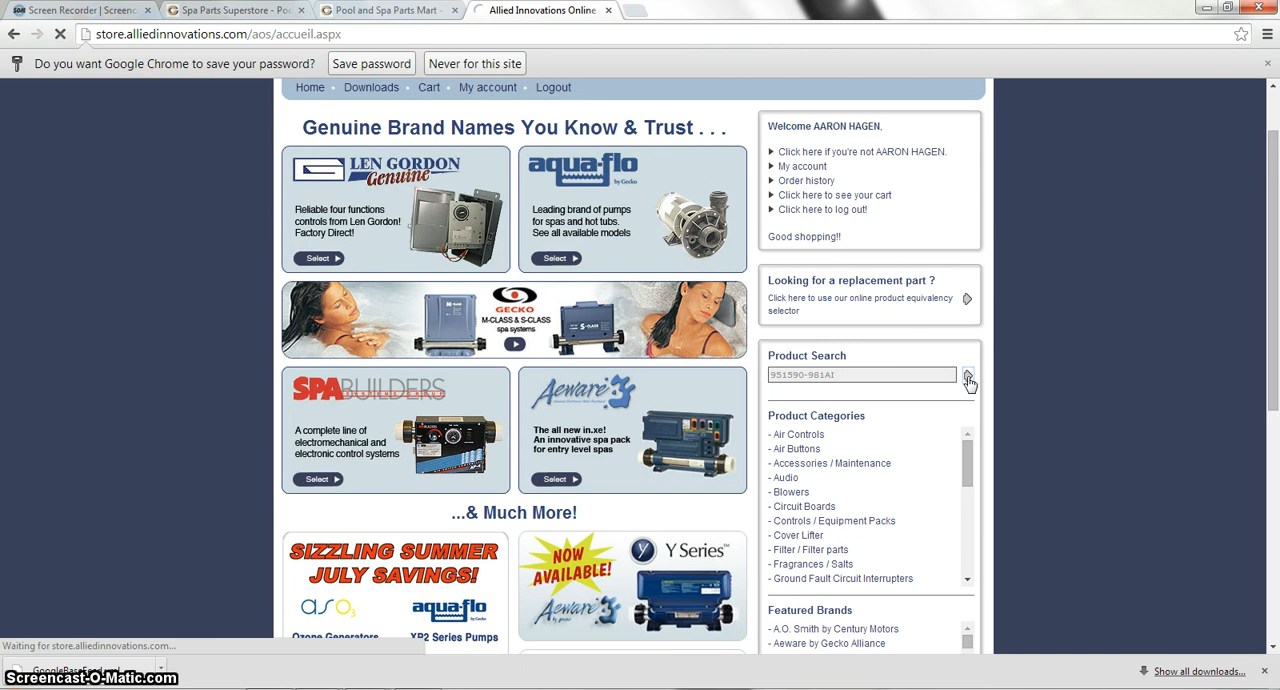 Screen Recorder | Screenc
Spa Parts Superstore - Poo
Pool and Spa Parts Mart -
Allied Innovations Online
store.alliedinnovations.com/aos/accueil.aspx
Do you want Google Chrome to save your password?
Save password
Never for this site
Home
Downloads
Cart
My account
Logout
Genuine Brand Names You Know & Trust . . .
LEN GORDON
Genuine
Reliable four functions
controls from Len Gordon!
Factory Direct!
Select
aqua-flo
by Gecko
Leading brand of pumps
for spas and hot tubs.
See all available models
Select
GECKO
M-CLASS & S-CLASS
spa systems
SPABUILDERS
A complete line of
electromechanical and
electronic control systems
Select
Aeware
The all new in.xe!
An innovative spa pack
for entry level spas
Select
...& Much More!
SIZZLING SUMMER
JULY SAVINGS!
aso3
aqua-flo
Ozone Generators
XP2 Series Pumps
NOW
AVAILABLE!
Y Series™
Aeware
Welcome AARON HAGEN,
Click here if you're not AARON HAGEN.
My account
Order history
Click here to see your cart
Click here to log out!
Good shopping!!
Looking for a replacement part ?
Click here to use our online product equivalency
selector
Product Search
951590-981AI
Product Categories
- Air Controls
- Air Buttons
- Accessories / Maintenance
- Audio
- Blowers
- Circuit Boards
- Controls / Equipment Packs
- Cover Lifter
- Filter / Filter parts
- Fragrances / Salts
- Ground Fault Circuit Interrupters
Featured Brands
- A.O. Smith by Century Motors
- Aeware by Gecko Alliance
Waiting for store.alliedinnovations.com...
Show all downloads...
Screencast-O-Matic.com